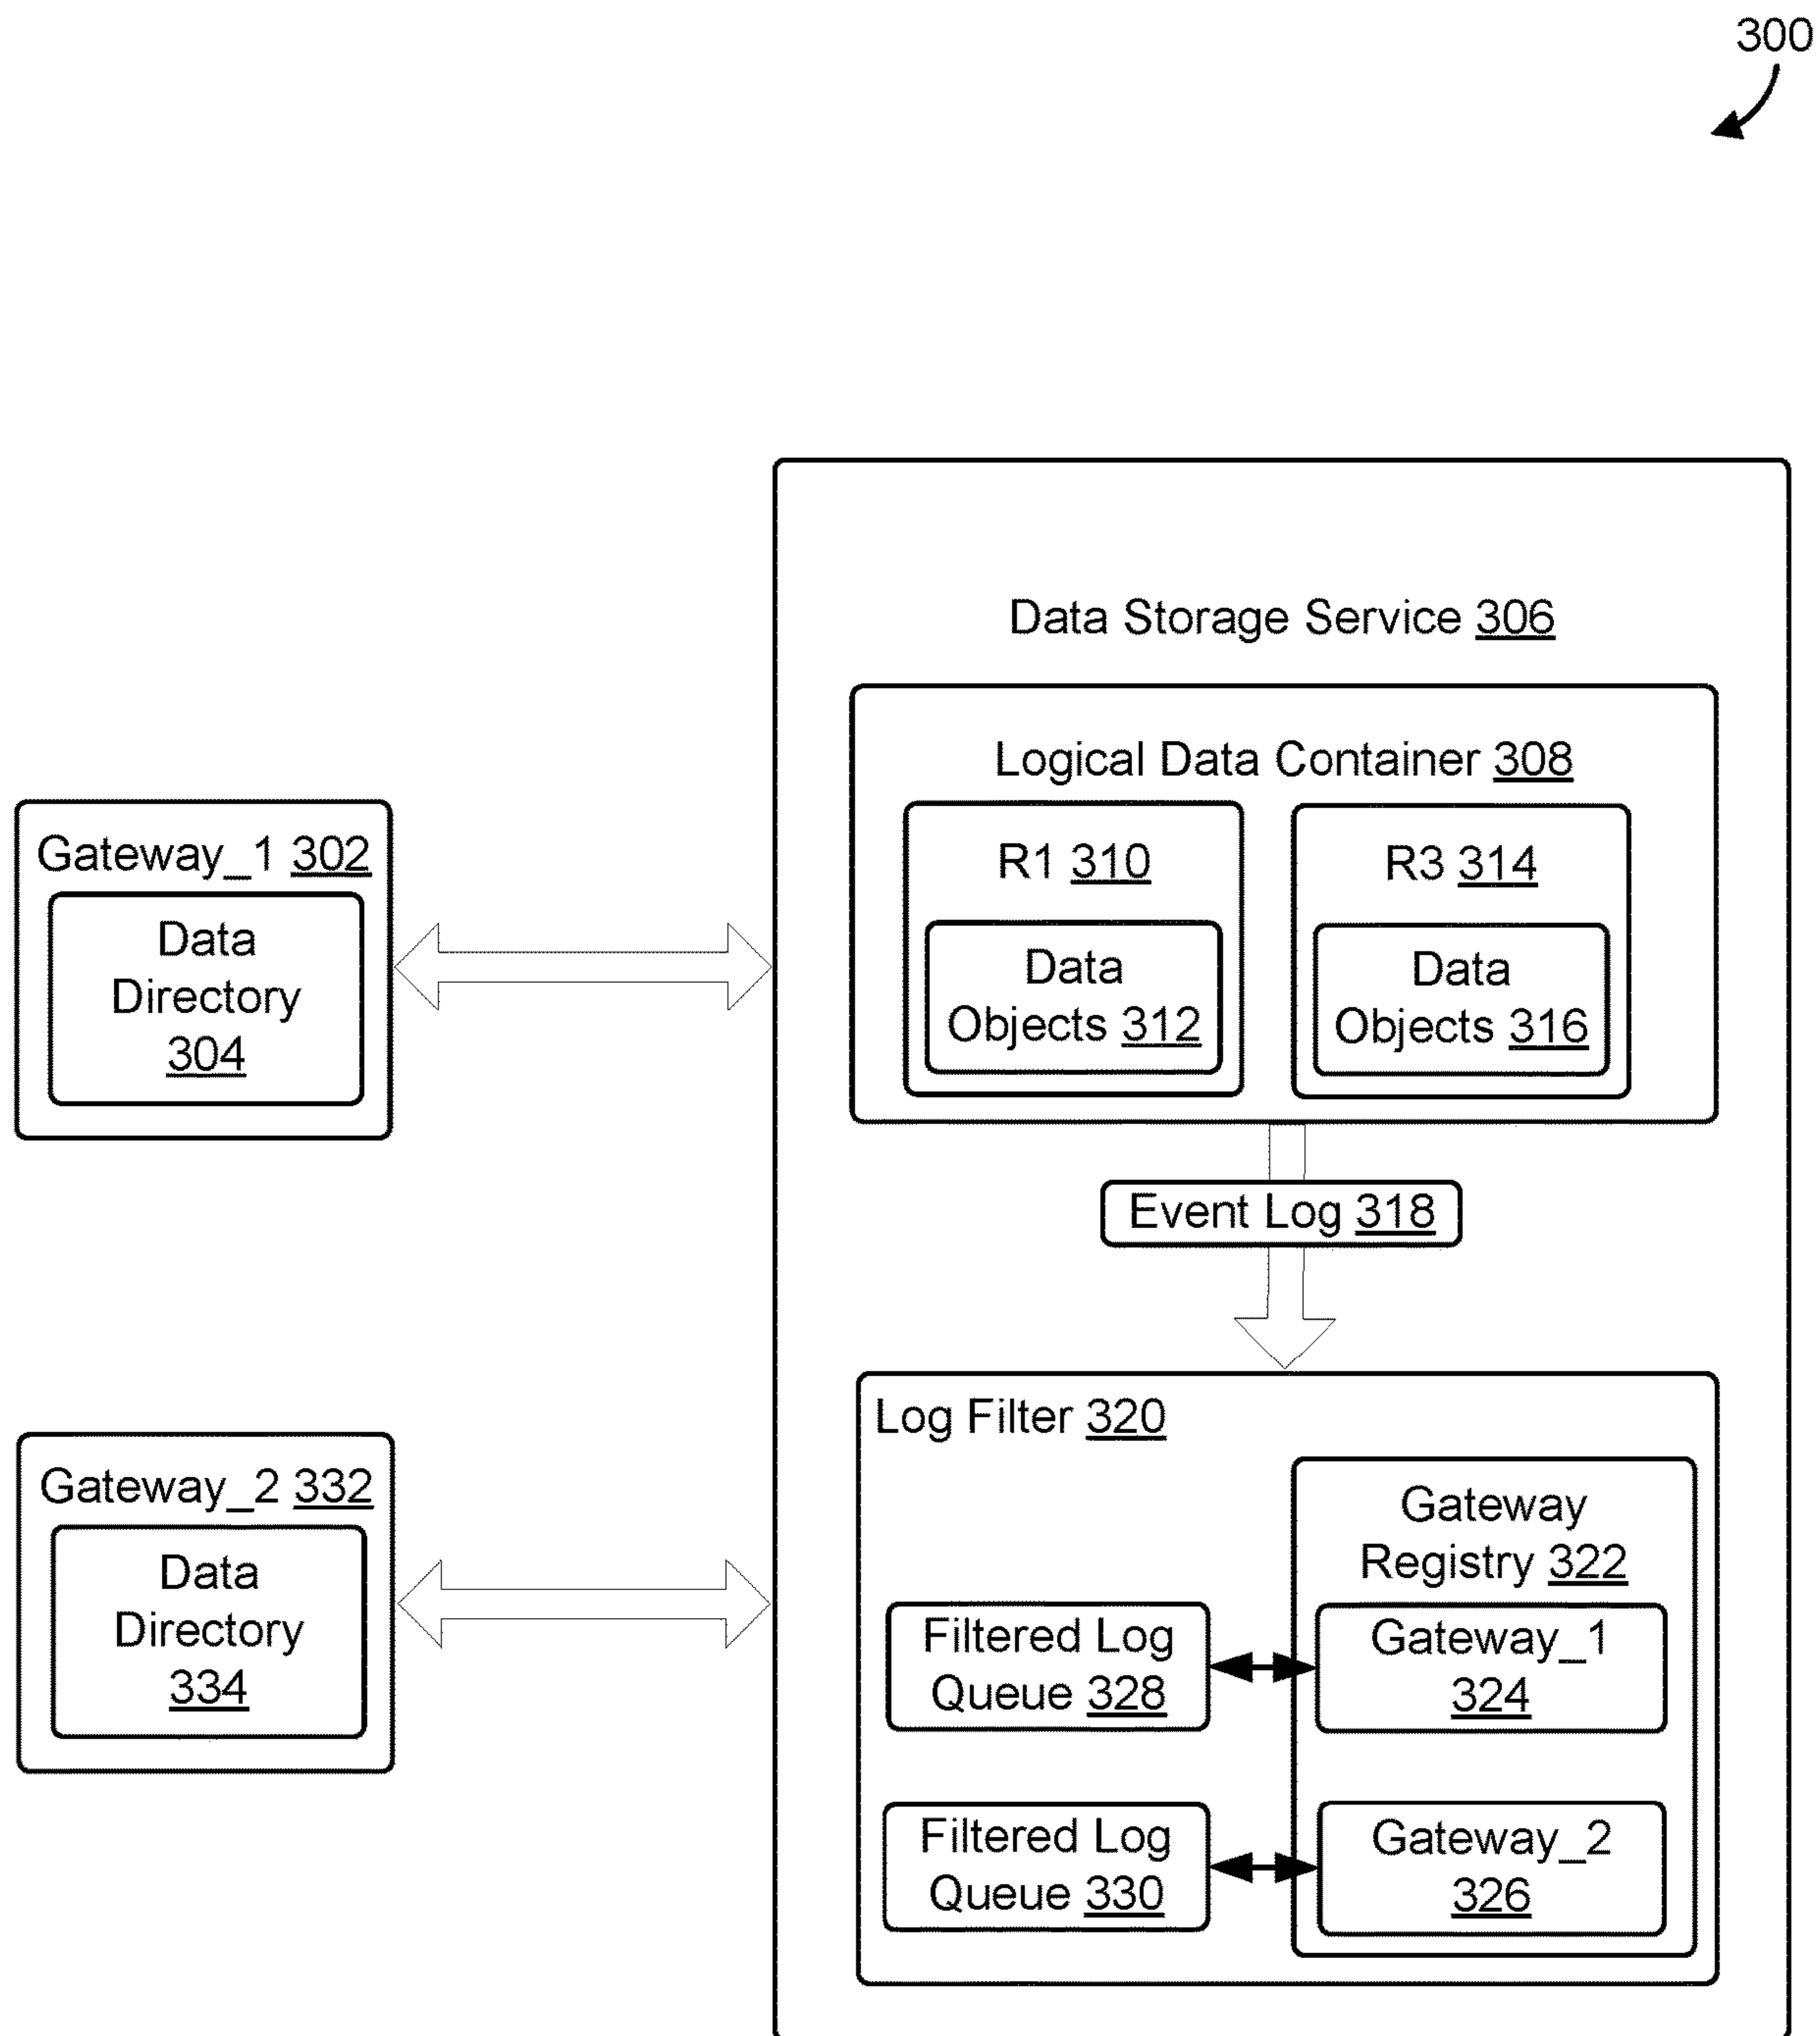 300
Data Storage Service 306
Logical Data Container 308
R1 310
Data
Objects 312
R3 314
Data
Objects 316
Gateway_1 302
Data
Directory
304
Event Log 318
Log Filter 320
Gateway
Registry 322
Gateway_2 332
Data
Directory
334
Filtered Log
Queue 328
Gateway_1
324
Filtered Log
Queue 330
Gateway_2
326